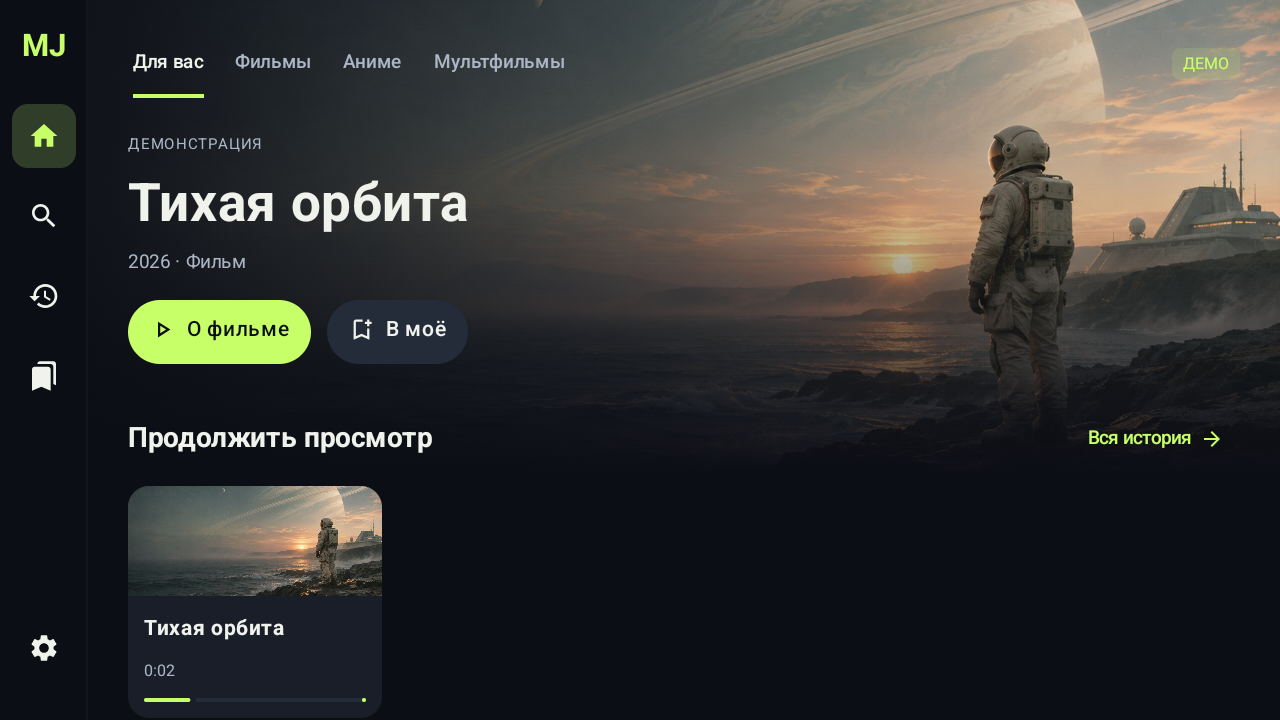 MJ
Для вас
Фильмы
Аниме
Мультфильмы
ДЕМО
ДЕМОНСТРАЦИЯ
Тихая орбита
2026 · Фильм
О фильме
В моё
Продолжить просмотр
Вся история
Тихая орбита
0:02